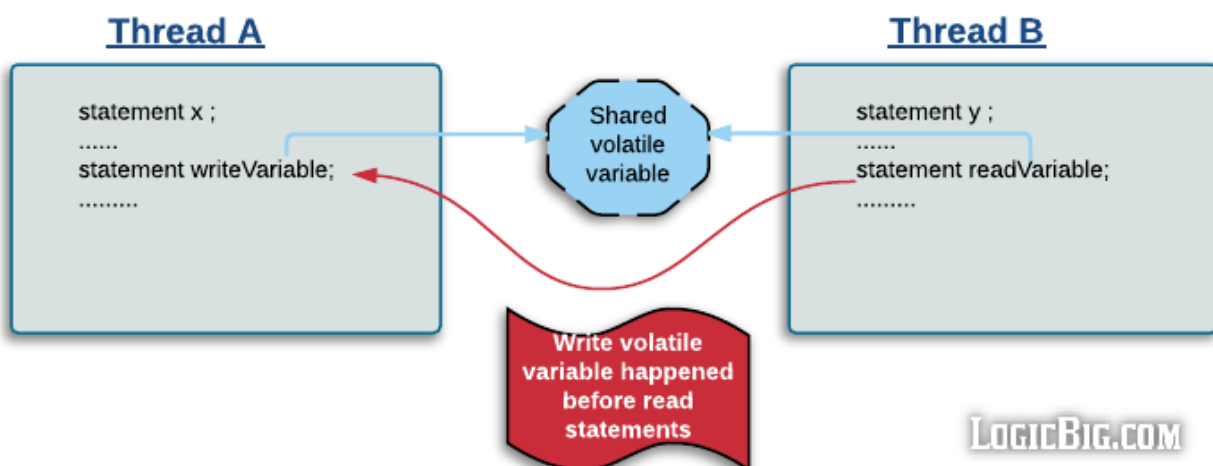 Thread A
statement x ;
......
statement writeVariable;
.........
Shared
volatile
variable
Thread B
statement y ;
......
statement readVariable;
.........
Write volatile
variable happened
before read
statements
LogicBig.com